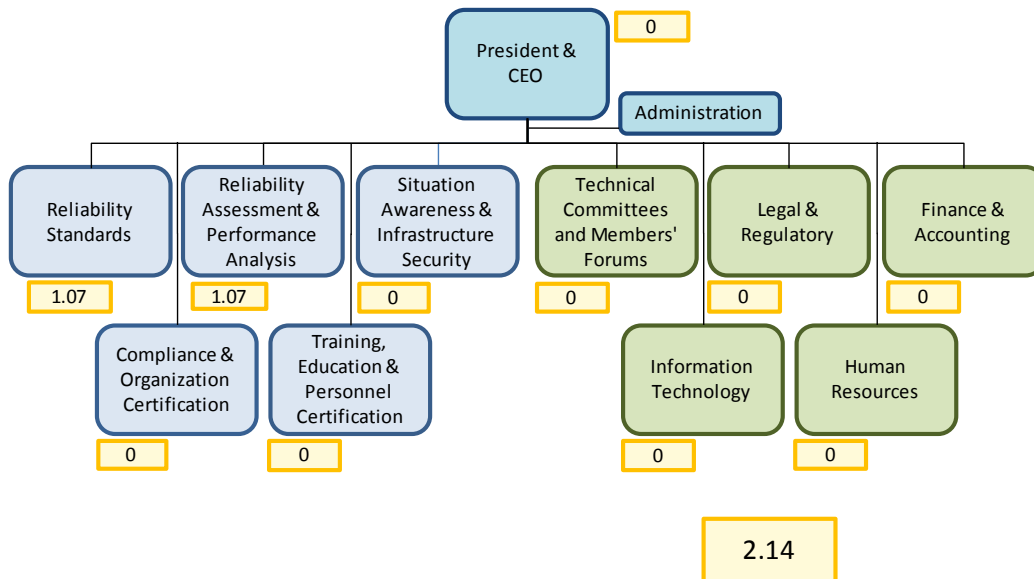 President &
CEO
0
Administration
Reliability
Standards
1.07
Reliability
Assessment &
Performance
Analysis
1.07
Situation
Awareness &
Infrastructure
Security
0
Technical
Committees
and Members'
Forums
0
Legal &
Regulatory
0
Finance &
Accounting
0
Compliance &
Organization
Certification
0
Training,
Education &
Personnel
Certification
0
Information
Technology
0
Human
Resources
0
2.14